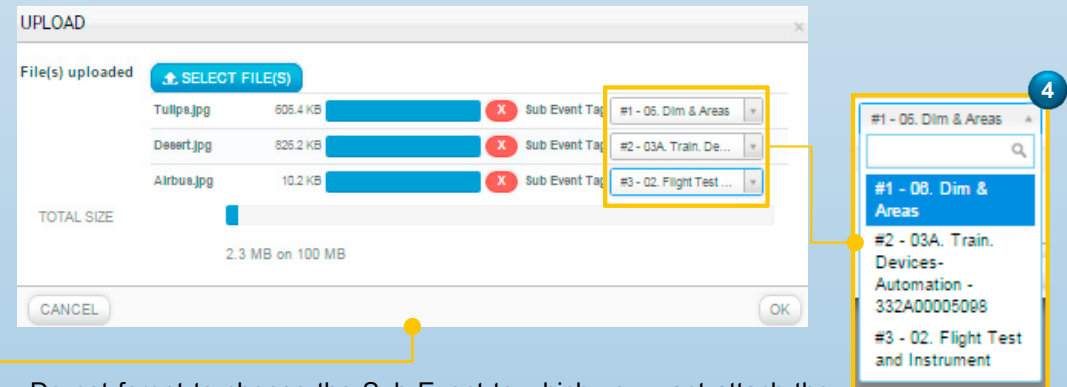 UPLOAD
×
File(s) uploaded
SELECT FILE(S)
Tulips.jpg 606.4 KB X Sub Event Tag #1 - 06. Dim & Areas
Desert.jpg 826.2 KB X Sub Event Tag #2 - 03A. Train. De...
Airbus.jpg 10.2 KB X Sub Event Tag #3 - 02. Flight Test ...
TOTAL SIZE
2.3 MB on 100 MB
CANCEL
OK
4
#1 - 06. Dim & Areas
#1 - 06. Dim &
Areas
#2 - 03A. Train.
Devices-
Automation -
332A00005098
#3 - 02. Flight Test
and Instrument